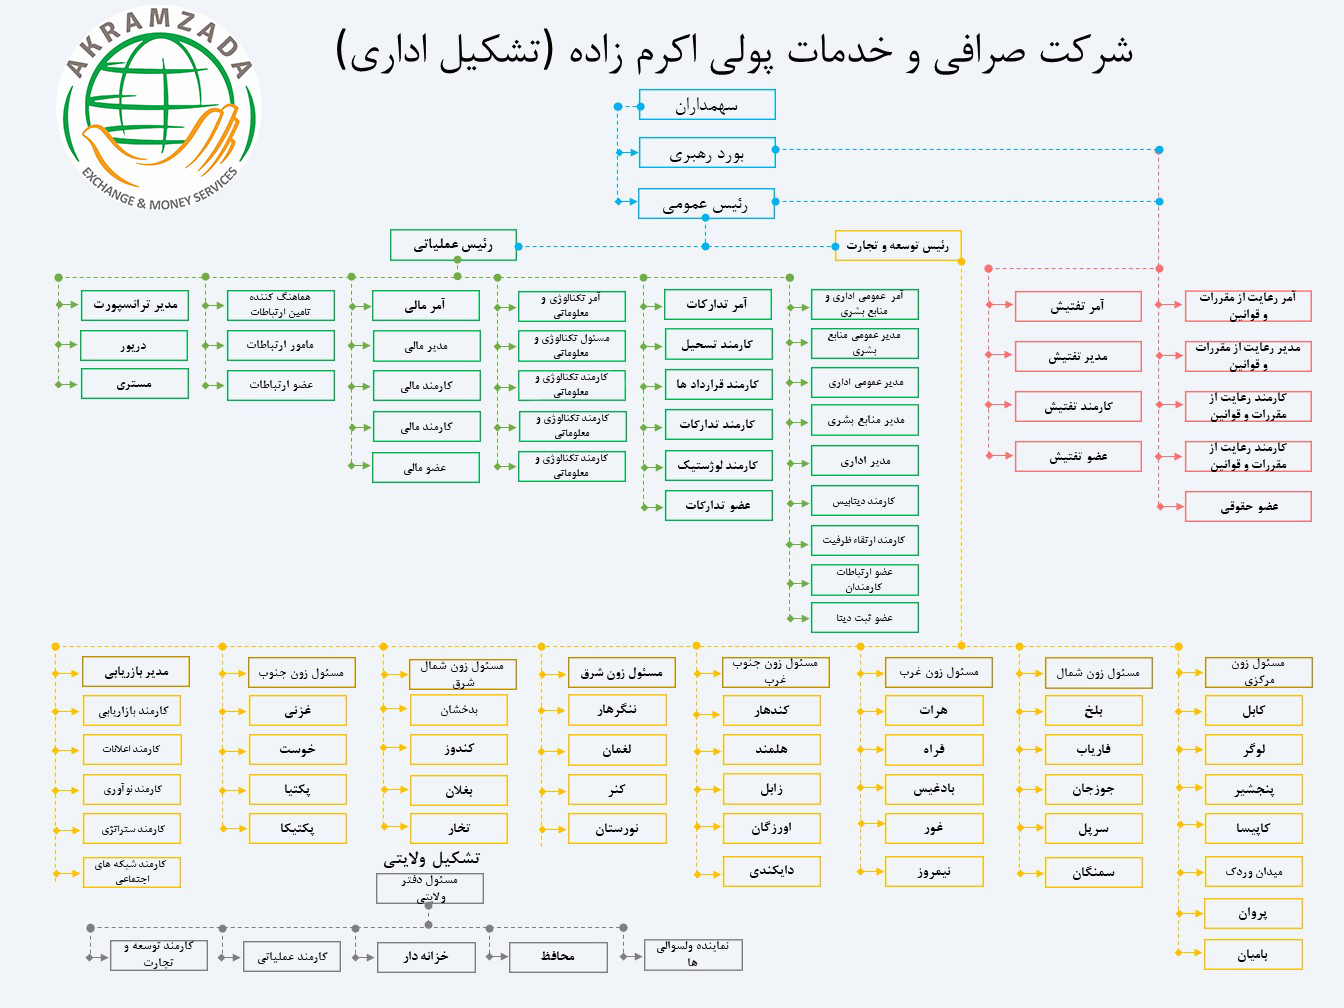 AKRAMZADA
EXCHANGE & MONEY SERVICES
شرکت صرافی و خدمات پولی اکرم زاده (تشکیل اداری)
سهمداران
بورد رهبری
رئیس عمومی
رئیس عملیاتی
رئیس توسعه و تجارت
آمر رعایت از مقررات
و قوانین
مدیر رعایت از مقررات
و قوانین
کارمند رعایت از
مقررات و قوانین
کارمند رعایت از
مقررات و قوانین
عضو حقوقی
آمر تفتیش
مدیر تفتیش
کارمند تفتیش
عضو تفتیش
آمر عمومی اداری و
منابع بشری
مدیر عمومی منابع
بشری
مدیر عمومی اداری
مدیر منابع بشری
مدیر اداری
کارمند دیتابیس
کارمند ارتقاء ظرفیت
عضو ارتباطات
کارمندان
عضو ثبت دیتا
آمر تدارکات
کارمند تسحیل
کارمند قرارداد ها
کارمند تدارکات
کارمند لوژستیک
عضو تدارکات
آمر تکنالوژی و
معلوماتی
مسئول تکنالوژی و
معلوماتی
کارمند تکنالوژی و
معلوماتی
کارمند تکنالوژی و
معلوماتی
کارمند تکنالوژی و
معلوماتی
آمر مالی
مدیر مالی
کارمند مالی
کارمند مالی
عضو مالی
هماهنگ کننده
تامین ارتباطات
مامور ارتباطات
عضو ارتباطات
مدیر ترانسپورت
دریور
مستری
مسئول زون
مرکزی
کابل
لوگر
پنجشیر
کاپیسا
میدان وردک
پروان
بامیان
مسئول زون شمال
بلخ
فاریاب
جوزجان
سرپل
سمنگان
مسئول زون غرب
هرات
فراه
بادغیس
غور
نیمروز
مسئول زون جنوب
غرب
کندهار
هلمند
زابل
اورزگان
دایکندی
مسئول زون شرق
ننگرهار
لغمان
کنر
نورستان
مسئول زون شمال
شرق
بدخشان
کندوز
بغلان
تخار
مسئول زون جنوب
غزنی
خوست
پکتیا
پکتیکا
مدیر بازریابی
کارمند بازاریابی
کارمند اعلانات
کارمند نوآوری
کارمند ستراتژی
کارمند شبکه های
اجتماعی
تشکیل ولایتی
مسئول دفتر
ولایتی
نماینده ولسوالی
ها
محافظ
خزانه دار
کارمند عملیاتی
کارمند توسعه و
تجارت